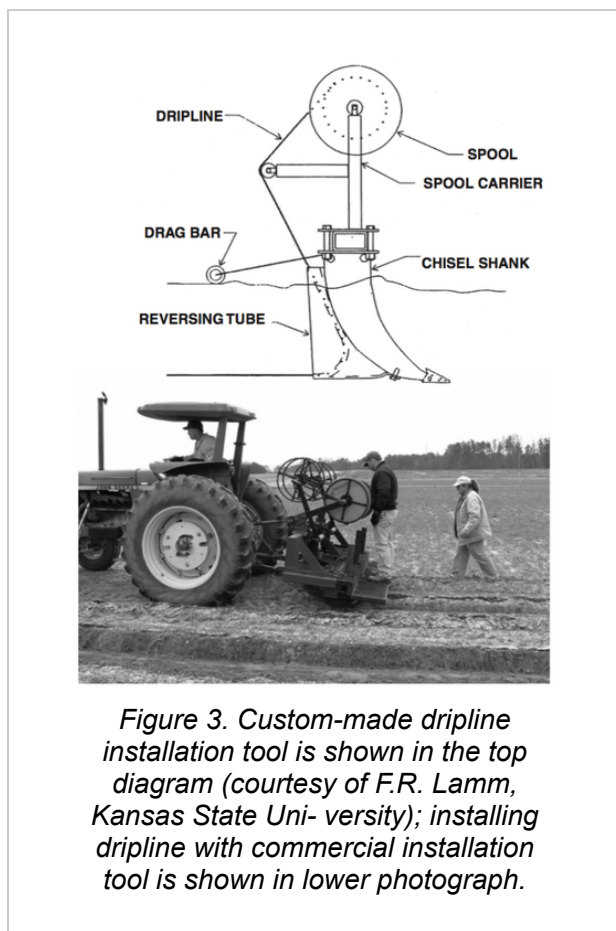 DRIPLINE
SPOOL
SPOOL CARRIER
DRAG BAR
CHISEL SHANK
REVERSING TUBE
Figure 3. Custom-made dripline
installation tool is shown in the top
diagram (courtesy of F.R. Lamm,
Kansas State Uni- versity); installing
dripline with commercial installation
tool is shown in lower photograph.